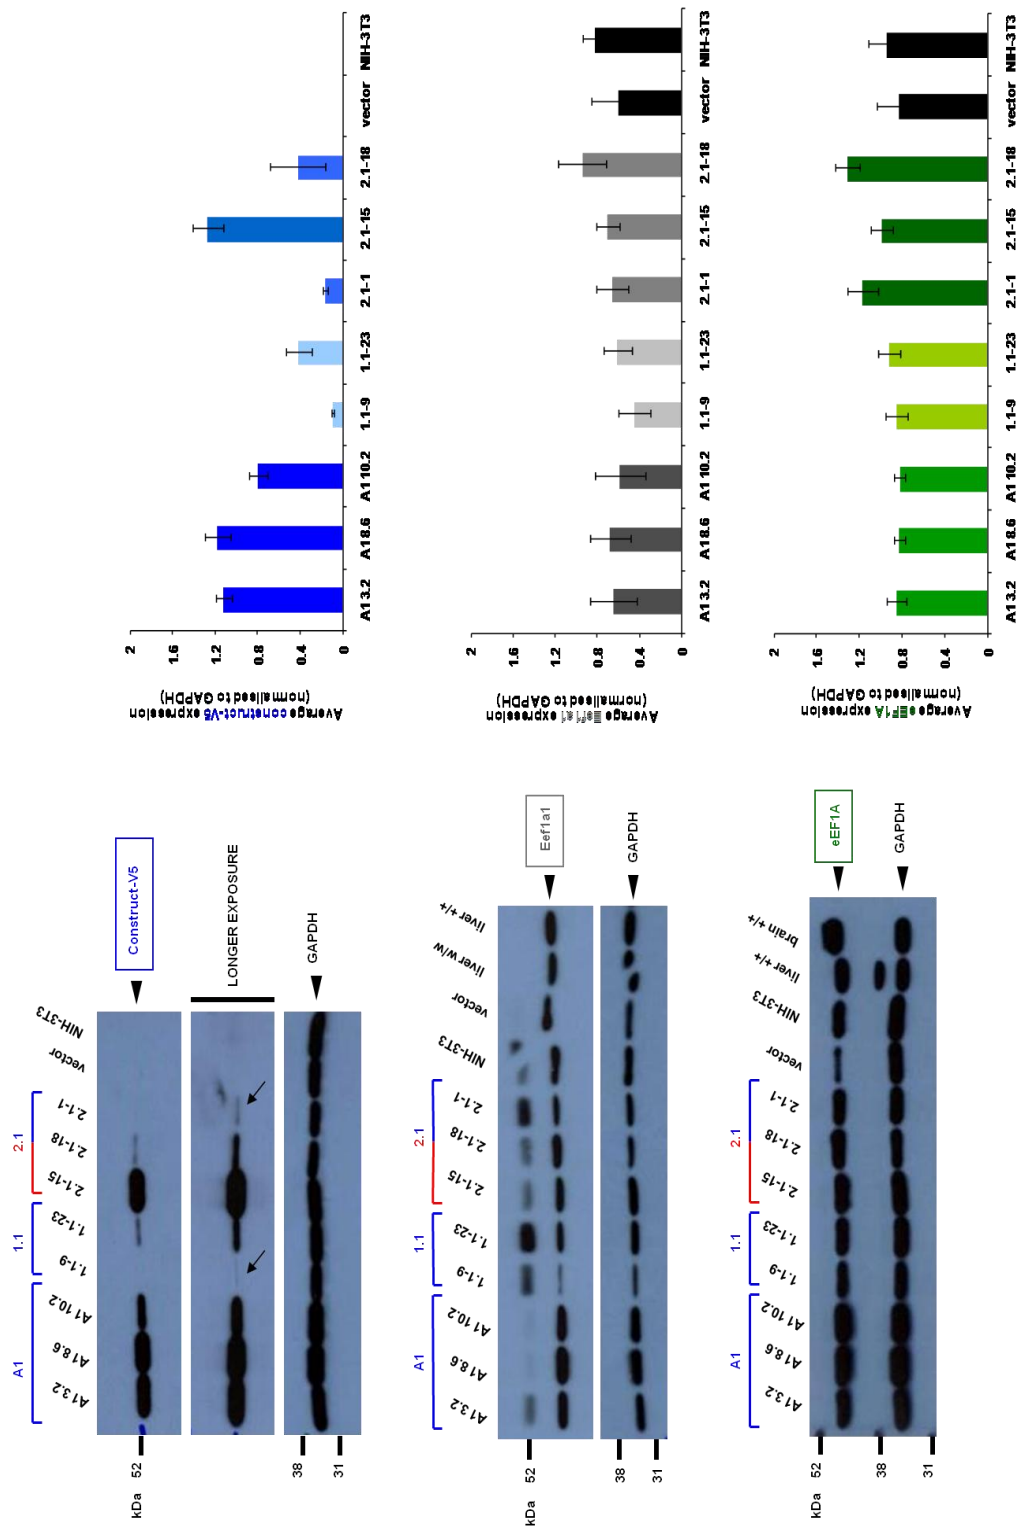 A1 1.1 2.1
A1 3.2 A1 8.6 A1 10.2 1.1-9 1.1-23 2.1-15 2.1-18 2.1-1 vector NIH-3T3
kDa 52 Construct-V5
LONGER EXPOSURE
38 GAPDH
31
Average construct-V5 expression
(normalised to GAPDH)
2
1.6
1.2
0.8
0.4
0
A1 3.2 A1 8.6 A1 10.2 1.1-9 1.1-23 2.1-1 2.1-15 2.1-18 vector NIH-3T3
A1 1.1 2.1
A1 3.2 A1 8.6 A1 10.2 1.1-9 1.1-23 2.1-15 2.1-18 2.1-1 NIH-3T3 vector liver w/w liver +/+
kDa 52 Eef1a1
38 GAPDH
31
Average Eef1a1 expression
(normalised to GAPDH)
2
1.6
1.2
0.8
0.4
0
A1 3.2 A1 8.6 A1 10.2 1.1-9 1.1-23 2.1-1 2.1-15 2.1-18 vector NIH-3T3
A1 1.1 2.1
A1 3.2 A1 8.6 A1 10.2 1.1-9 1.1-23 2.1-15 2.1-18 2.1-1 vector NIH-3T3 liver +/+ brain +/+
kDa 52 eEF1A
38 GAPDH
31
Average eEF1A expression
(normalised to GAPDH)
2
1.6
1.2
0.8
0.4
0
A1 3.2 A1 8.6 A1 10.2 1.1-9 1.1-23 2.1-1 2.1-15 2.1-18 vector NIH-3T3